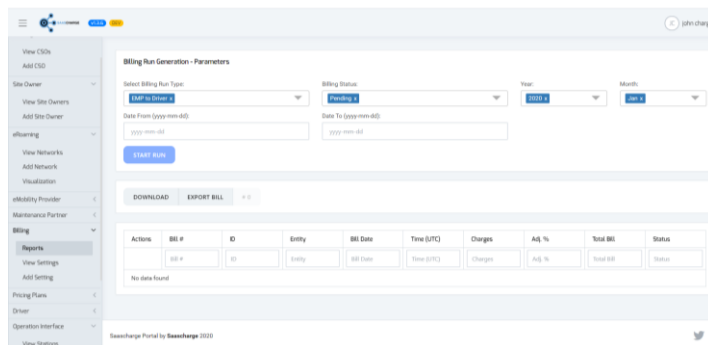 john charg
View CSOs
Add CSO
Site Owner
View Site Owners
Add Site Owner
eRoaming
View Networks
Add Network
Visualization
eMobility Provider
Maintenance Partner
Billing
Reports
View Settings
Add Setting
Pricing Plans
Driver
Operation Interface
View Stations
Billing Run Generation - Parameters
Select Billing Run Type: Billing Status: Year: Month:
EMP to Driver x Pending x 2020 x Jan x
Date From (yyyy-mm-dd): Date To (yyyy-mm-dd):
yyyy-mm-dd yyyy-mm-dd
START RUN
DOWNLOAD EXPORT BILL
Actions Bill # ID Entity Bill Date Time (UTC) Charges Adj. % Total Bill Status
Bill # ID Entity Bill Date Time (UTC) Charges Adj. % Total Bill Status
No data found
Saascharge Portal by Saascharge 2020